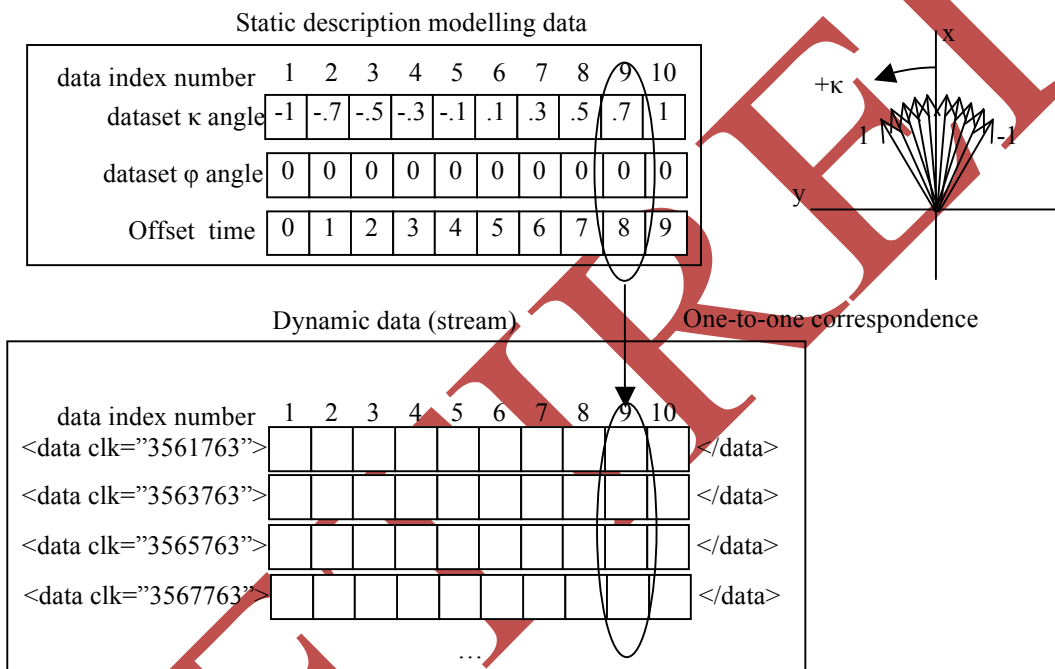 Static description modelling data
data index number 1 2 3 4 5 6 7 8 9 10
dataset κ angle -1 -.7 -.5 -.3 -.1 .1 .3 .5 .7 1
dataset φ angle 0 0 0 0 0 0 0 0 0 0
Offset time 0 1 2 3 4 5 6 7 8 9
x
+κ
1 -1
y
Dynamic data (stream)
One-to-one correspondence
data index number 1 2 3 4 5 6 7 8 9 10
<data clk=”3561763”> </data>
<data clk=”3563763”> </data>
<data clk=”3565763”> </data>
<data clk=”3567763”> </data>
…